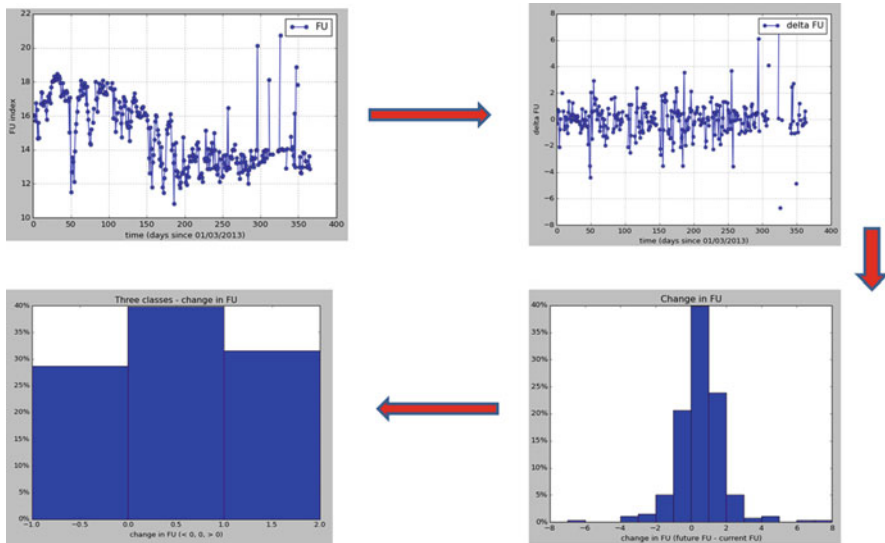 FU
FU index
22
20
18
16
14
12
10
0 50 100 150 200 250 300 350 400
time (days since 01/03/2013)
delta FU
delta FU
8
6
4
2
0
−2
−4
−6
−8
0 50 100 150 200 250 300 350 400
time (days since 01/03/2013)
Three classes - change in FU
40%
35%
30%
25%
20%
15%
10%
5%
0%
−1.0 −0.5 0.0 0.5 1.0 1.5 2.0
change in FU (< 0, 0, > 0)
Change in FU
40%
35%
30%
25%
20%
15%
10%
5%
0%
−8 −6 −4 −2 0 2 4 6 8
change in FU (future FU - current FU)